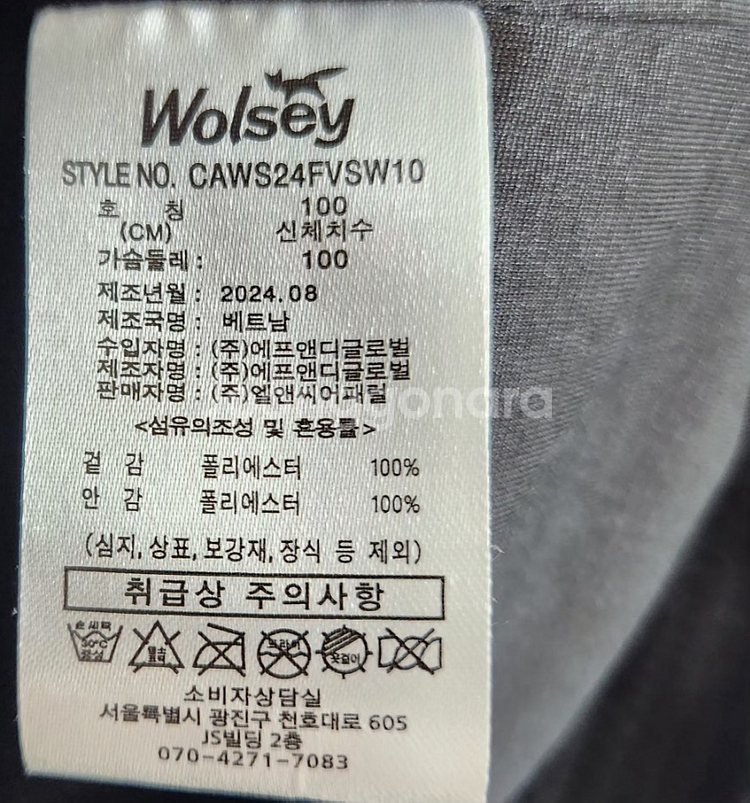 Wolsey
STYLE NO. CAWS24FVSW10
호 칭 100
(CM) 신체치수
가슴둘레 : 100
제조년월 : 2024.08
제조국명 : 베트남
수입자명 : (주)에프앤디글로벌
제조자명 : (주)에프앤디글로벌
판매자명 : (주)엘앤씨어패럴
<섬유의조성 및 혼용률>
겉 감 폴리에스터 100%
안 감 폴리에스터 100%
(심지, 상표, 보강재, 장식 등 제외)
취급상 주의사항
손세탁 30°C 중성 염소 드라이 옷걸이
소비자상담실
서울특별시 광진구 천호대로 605
JS빌딩 2층
070-4271-7083